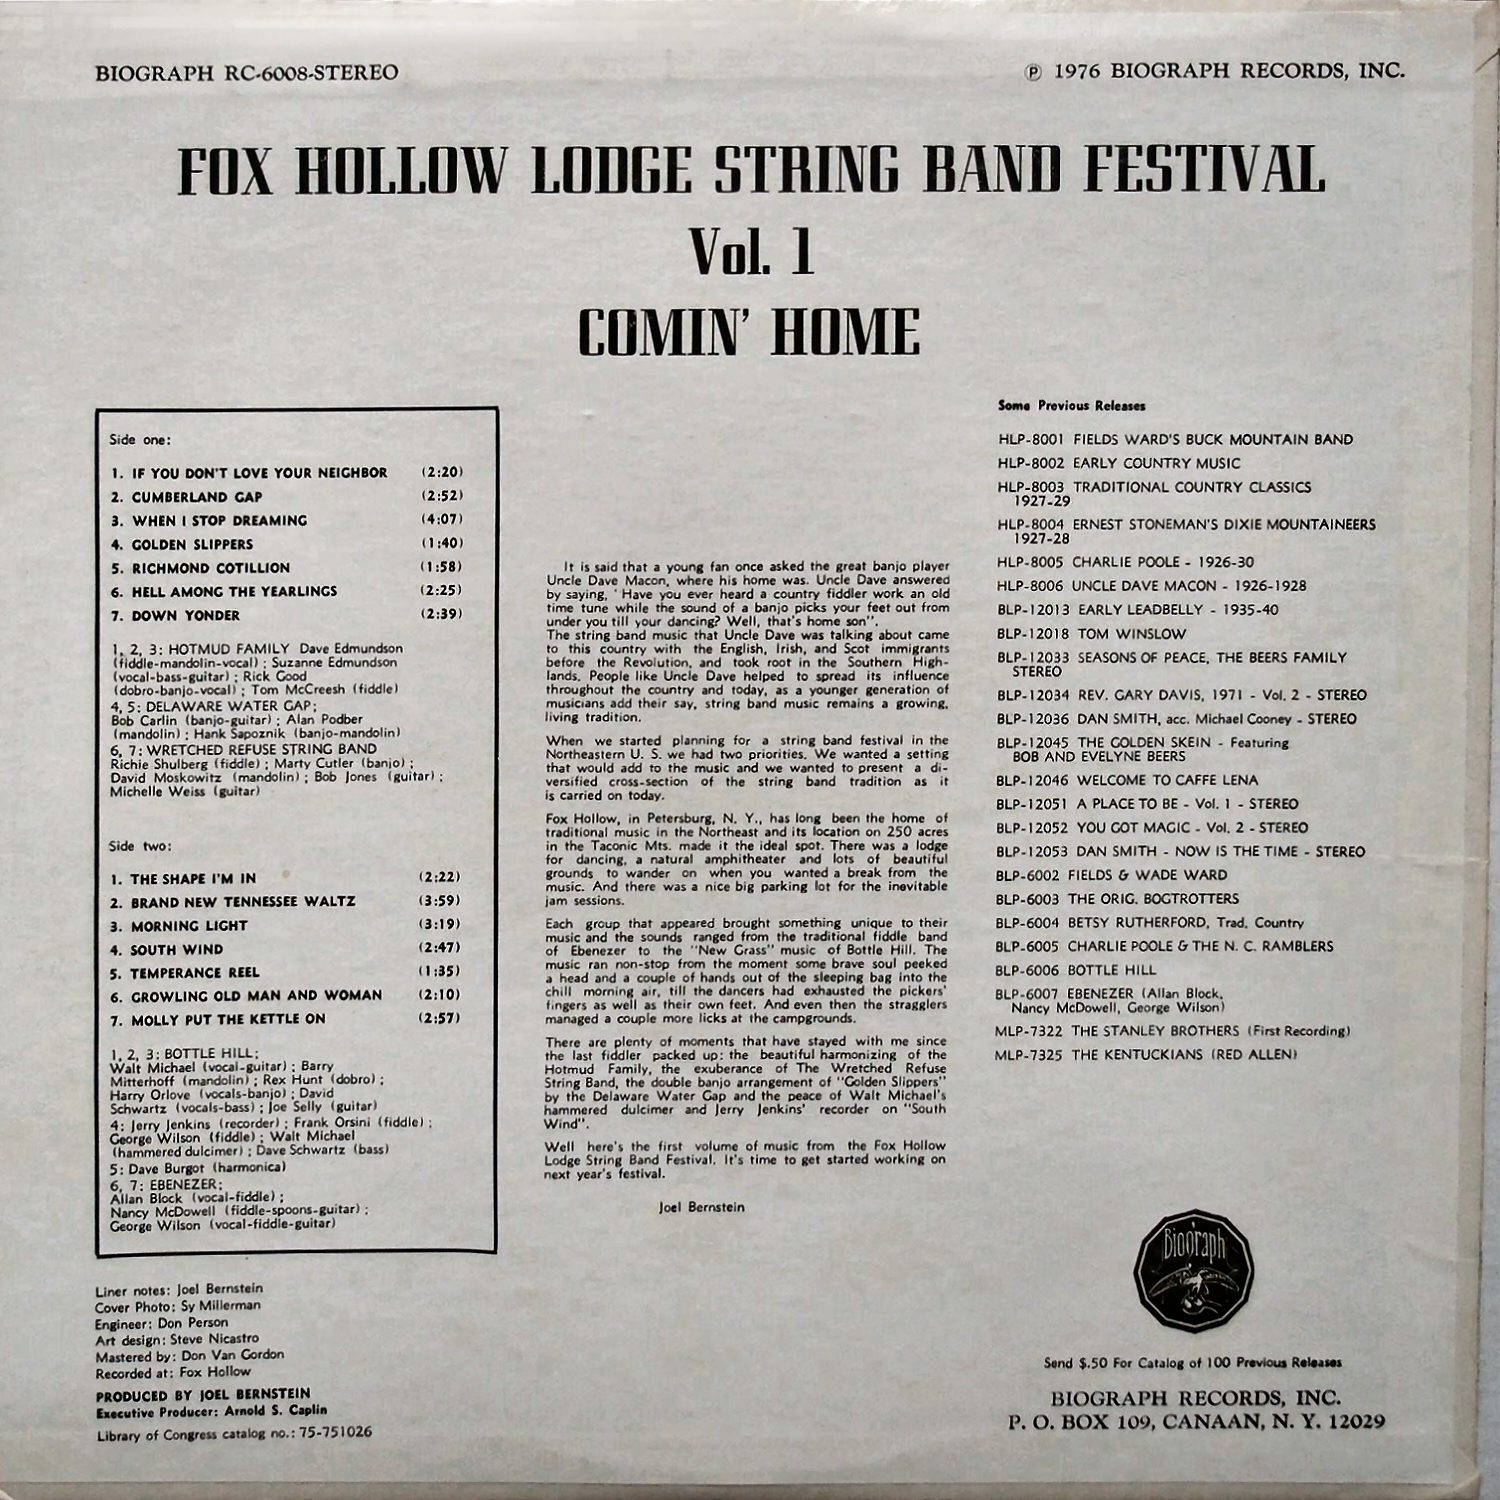 BIOGRAPH RC-6008-STEREO
Ⓟ 1976 BIOGRAPH RECORDS, INC.
FOX HOLLOW LODGE STRING BAND FESTIVAL
Vol. 1
COMIN' HOME
Side one:
1. IF YOU DON'T LOVE YOUR NEIGHBOR (2:20)
2. CUMBERLAND GAP (2:52)
3. WHEN I STOP DREAMING (4:07)
4. GOLDEN SLIPPERS (1:40)
5. RICHMOND COTILLION (1:58)
6. HELL AMONG THE YEARLINGS (2:25)
7. DOWN YONDER (2:39)
1, 2, 3: HOTMUD FAMILY Dave Edmundson
(fiddle-mandolin-vocal) ; Suzanne Edmundson
(vocal-bass-guitar) ; Rick Good
(dobro-banjo-vocal) ; Tom McCreesh (fiddle)
4, 5: DELAWARE WATER GAP;
Bob Carlin (banjo-guitar) ; Alan Podber
(mandolin) ; Hank Sapoznik (banjo-mandolin)
6, 7: WRETCHED REFUSE STRING BAND
Richie Shulberg (fiddle) ; Marty Cutler (banjo) ;
David Moskowitz (mandolin) ; Bob Jones (guitar) ;
Michelle Weiss (guitar)
Side two:
1. THE SHAPE I'M IN (2:22)
2. BRAND NEW TENNESSEE WALTZ (3:59)
3. MORNING LIGHT (3:19)
4. SOUTH WIND (2:47)
5. TEMPERANCE REEL (1:35)
6. GROWLING OLD MAN AND WOMAN (2:10)
7. MOLLY PUT THE KETTLE ON (2:57)
1, 2, 3: BOTTLE HILL;
Walt Michael (vocal-guitar) ; Barry
Mitterhoff (mandolin) ; Rex Hunt (dobro) ;
Harry Orlove (vocals-banjo) ; David
Schwartz (vocals-bass) ; Joe Selly (guitar)
4: Jerry Jenkins (recorder) ; Frank Orsini (fiddle) ;
George Wilson (fiddle) ; Walt Michael
(hammered dulcimer) ; Dave Schwartz (bass)
5: Dave Burgot (harmonica)
6, 7: EBENEZER;
Allan Block (vocal-fiddle) ;
Nancy McDowell (fiddle-spoons-guitar) ;
George Wilson (vocal-fiddle-guitar)
Liner notes: Joel Bernstein
Cover Photo: Sy Millerman
Engineer: Don Person
Art design: Steve Nicastro
Mastered by: Don Van Gordon
Recorded at: Fox Hollow
PRODUCED BY JOEL BERNSTEIN
Executive Producer: Arnold S. Caplin
Library of Congress catalog no.: 75-751026
It is said that a young fan once asked the great banjo player
Uncle Dave Macon, where his home was. Uncle Dave answered
by saying, ' Have you ever heard a country fiddler work an old
time tune while the sound of a banjo picks your feet out from
under you till your dancing? Well, that's home son".
The string band music that Uncle Dave was talking about came
to this country with the English, Irish, and Scot immigrants
before the Revolution, and took root in the Southern High-
lands. People like Uncle Dave helped to spread its influence
throughout the country and today, as a younger generation of
musicians add their say, string band music remains a growing,
living tradition.
When we started planning for a string band festival in the
Northeastern U. S. we had two priorities. We wanted a setting
that would add to the music and we wanted to present a di-
versified cross-section of the string band tradition as it
is carried on today.
Fox Hollow, in Petersburg, N. Y., has long been the home of
traditional music in the Northeast and its location on 250 acres
in the Taconic Mts. made it the ideal spot. There was a lodge
for dancing, a natural amphitheater and lots of beautiful
grounds to wander on when you wanted a break from the
music. And there was a nice big parking lot for the inevitable
jam sessions.
Each group that appeared brought something unique to their
music and the sounds ranged from the traditional fiddle band
of Ebenezer to the "New Grass" music of Bottle Hill. The
music ran non-stop from the moment some brave soul peeked
a head and a couple of hands out of the sleeping bag into the
chill morning air, till the dancers had exhausted the pickers'
fingers as well as their own feet. And even then the stragglers
managed a couple more licks at the campgrounds.
There are plenty of moments that have stayed with me since
the last fiddler packed up: the beautiful harmonizing of the
Hotmud Family, the exuberance of The Wretched Refuse
String Band, the double banjo arrangement of "Golden Slippers"
by the Delaware Water Gap and the peace of Walt Michael's
hammered dulcimer and Jerry Jenkins' recorder on "South
Wind".
Well here's the first volume of music from the Fox Hollow
Lodge String Band Festival. It's time to get started working on
next year's festival.
Joel Bernstein
Some Previous Releases
HLP-8001 FIELDS WARD'S BUCK MOUNTAIN BAND
HLP-8002 EARLY COUNTRY MUSIC
HLP-8003 TRADITIONAL COUNTRY CLASSICS
1927-29
HLP-8004 ERNEST STONEMAN'S DIXIE MOUNTAINEERS
1927-28
HLP-8005 CHARLIE POOLE - 1926-30
HLP-8006 UNCLE DAVE MACON - 1926-1928
BLP-12013 EARLY LEADBELLY - 1935-40
BLP-12018 TOM WINSLOW
BLP-12033 SEASONS OF PEACE, THE BEERS FAMILY
STEREO
BLP-12034 REV. GARY DAVIS, 1971 - Vol. 2 - STEREO
BLP-12036 DAN SMITH, acc. Michael Cooney - STEREO
BLP-12045 THE GOLDEN SKEIN - Featuring
BOB AND EVELYNE BEERS
BLP-12046 WELCOME TO CAFFE LENA
BLP-12051 A PLACE TO BE - Vol. 1 - STEREO
BLP-12052 YOU GOT MAGIC - Vol. 2 - STEREO
BLP-12053 DAN SMITH - NOW IS THE TIME - STEREO
BLP-6002 FIELDS & WADE WARD
BLP-6003 THE ORIG. BOGTROTTERS
BLP-6004 BETSY RUTHERFORD, Trad. Country
BLP-6005 CHARLIE POOLE & THE N. C. RAMBLERS
BLP-6006 BOTTLE HILL
BLP-6007 EBENEZER (Allan Block,
Nancy McDowell, George Wilson)
MLP-7322 THE STANLEY BROTHERS (First Recording)
MLP-7325 THE KENTUCKIANS (RED ALLEN)
Biograph
Send $.50 For Catalog of 100 Previous Releases
BIOGRAPH RECORDS, INC.
P. O. BOX 109, CANAAN, N. Y. 12029